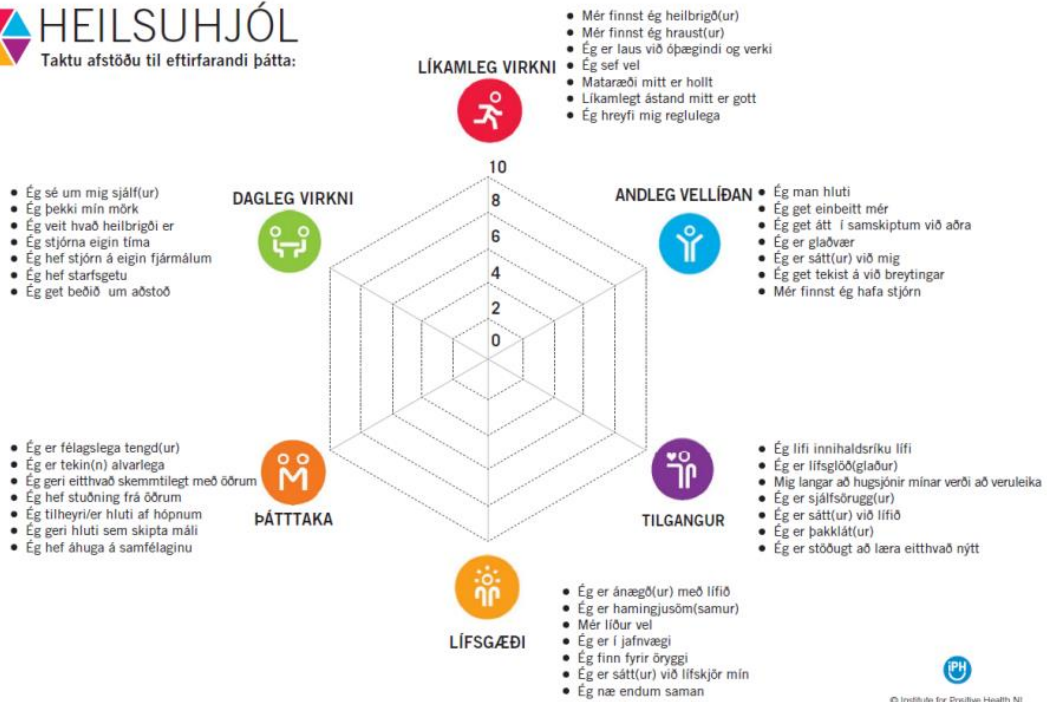 HEILSUHJÓL
Taktu afstöðu til eftirfarandi þátta:
LÍKAMLEG VIRKNI
• Mér finnst ég heilbrigð(ur)
• Mér finnst ég hraust(ur)
• Ég er laus við óþægindi og verki
• Ég sef vel
• Mataræði mitt er hollt
• Líkamlegt ástand mitt er gott
• Ég hreyfi mig reglulega
ANDLEG VELLÍÐAN
• Ég man hluti
• Ég get einbeitt mér
• Ég get átt í samskiptum við aðra
• Ég er glaðvær
• Ég er sátt(ur) við mig
• Ég get tekist á við breytingar
• Mér finnst ég hafa stjórn
DAGLEG VIRKNI
• Ég sé um mig sjálf(ur)
• Ég þekki mín mörk
• Ég veit hvað heilbrigði er
• Ég stjórna eigin tíma
• Ég hef stjórn á eigin fjármálum
• Ég hef starfsgetu
• Ég get beðið um aðstoð
10
8
6
4
2
0
• Ég er félagslega tengd(ur)
• Ég er tekin(n) alvarlega
• Ég geri eitthvað skemmtilegt með öðrum
• Ég hef stuðning frá öðrum
• Ég tilheyri/er hluti af hópnum
• Ég geri hluti sem skipta máli
• Ég hef áhuga á samfélaginu
ÞÁTTTAKA
TILGANGUR
• Ég lifi innihaldsríku lífi
• Ég er lífsglöð(glaður)
• Mig langar að hugsjónir mínar verði að veruleika
• Ég er sjálfsörugg(ur)
• Ég er sátt(ur) við lífið
• Ég er þakklát(ur)
• Ég er stöðugt að læra eitthvað nýtt
LÍFSGÆÐI
• Ég er ánægð(ur) með lífið
• Ég er hamingjusöm(samur)
• Mér líður vel
• Ég er í jafnvægi
• Ég finn fyrir öryggi
• Ég er sátt(ur) við lífskjör mín
• Ég næ endum saman
iPH
© Institute for Positive Health NL